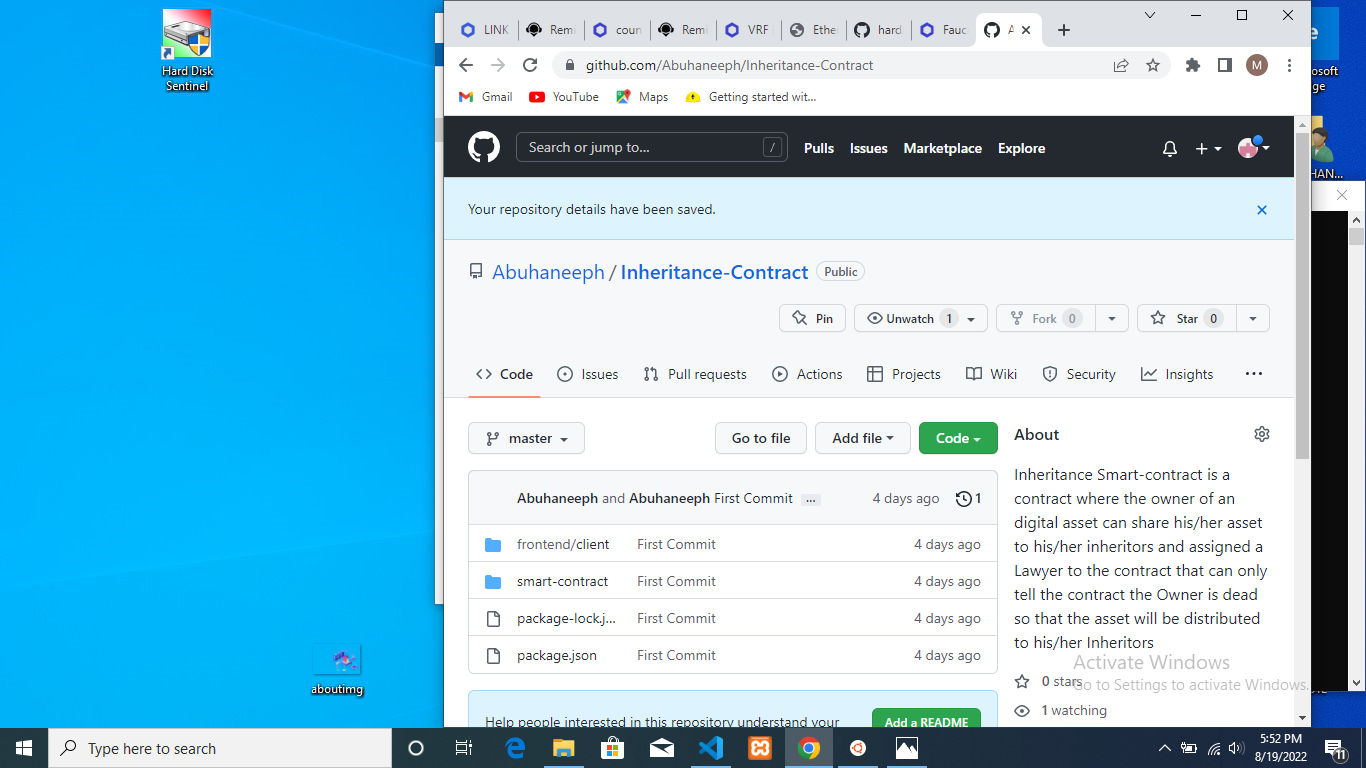 Hard Disk
Sentinel
LINK
Remi
coun
Remi
VRF
Ethe
hard
Fauc
A
github.com/Abuhaneeph/Inheritance-Contract
M
Gmail
YouTube
Maps
Getting started wit...
Search or jump to...
/
Pulls
Issues
Marketplace
Explore
Your repository details have been saved.
Abuhaneeph / Inheritance-Contract
Public
Pin
Unwatch 1
Fork 0
Star 0
Code
Issues
Pull requests
Actions
Projects
Wiki
Security
Insights
master
Go to file
Add file
Code
Abuhaneeph and Abuhaneeph First Commit ... 4 days ago 1
frontend/client First Commit 4 days ago
smart-contract First Commit 4 days ago
package-lock.j... First Commit 4 days ago
package.json First Commit 4 days ago
Help people interested in this repository understand your
Add a README
About
Inheritance Smart-contract is a
contract where the owner of an
digital asset can share his/her asset
to his/her inheritors and assigned a
Lawyer to the contract that can only
tell the contract the Owner is dead
so that the asset will be distributed
to his/her Inheritors
0 stars
1 watching
Activate Windows
Go to Settings to activate Windows.
osoft
ge
HAN...
aboutimg
Type here to search
5:52 PM
8/19/2022
11